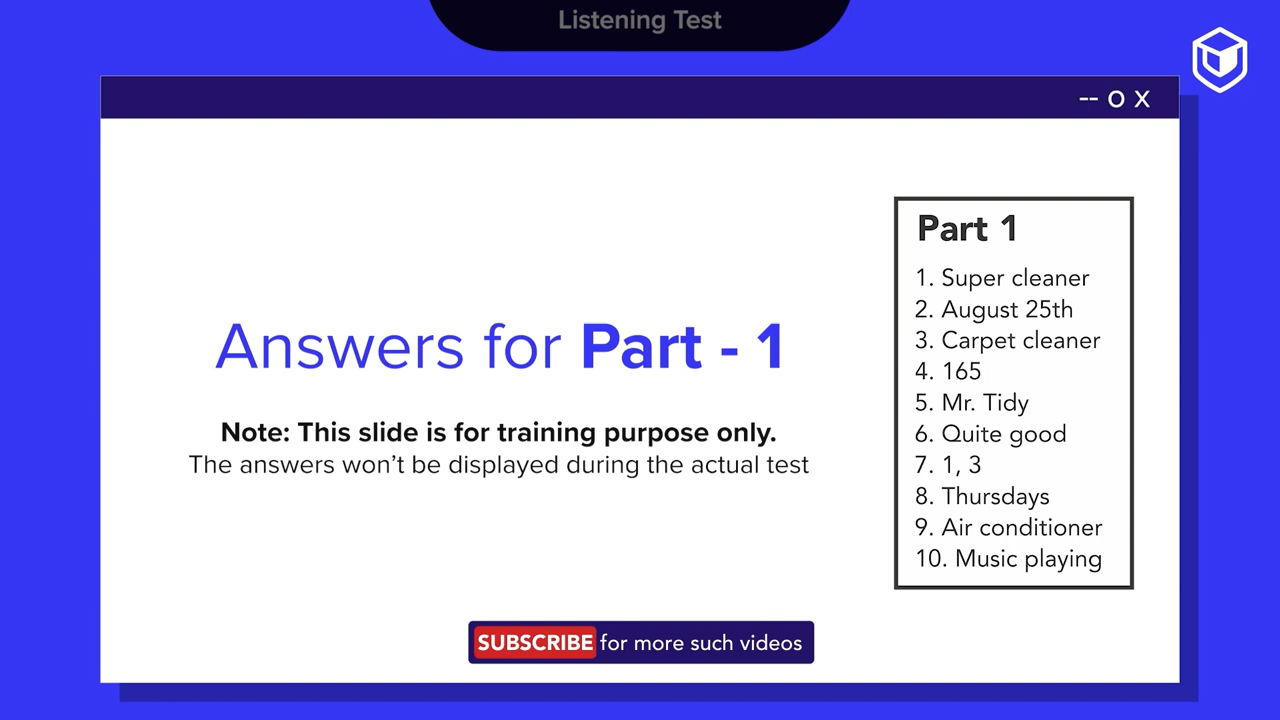 Listening Test
-- O X
Answers for Part - 1
Note: This slide is for training purpose only.
The answers won't be displayed during the actual test
Part 1
1. Super cleaner
2. August 25th
3. Carpet cleaner
4. 165
5. Mr. Tidy
6. Quite good
7. 1, 3
8. Thursdays
9. Air conditioner
10. Music playing
SUBSCRIBE for more such videos